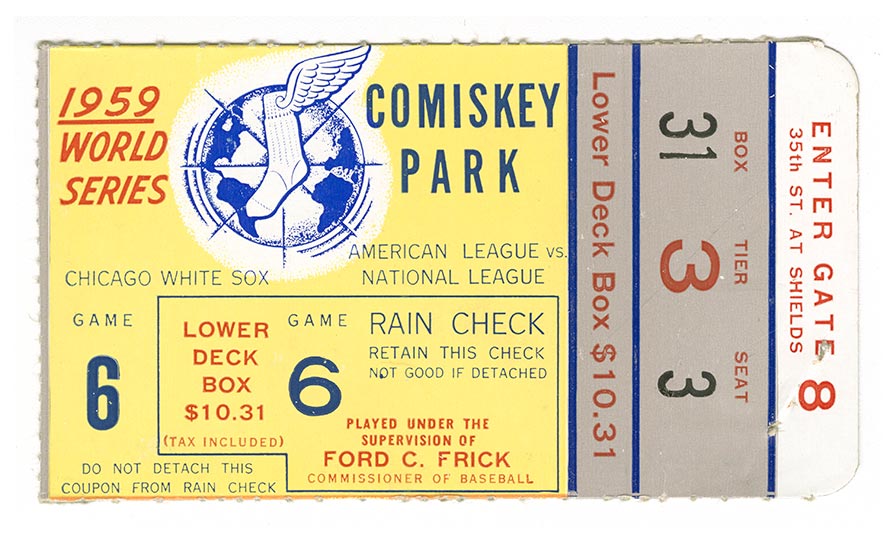 1959
WORLD
SERIES
COMISKEY
PARK
CHICAGO WHITE SOX
AMERICAN LEAGUE vs.
NATIONAL LEAGUE
GAME
6
LOWER
DECK
BOX
$10.31
(TAX INCLUDED)
GAME
6
RAIN CHECK
RETAIN THIS CHECK
NOT GOOD IF DETACHED
PLAYED UNDER THE
SUPERVISION OF
FORD C. FRICK
COMMISSIONER OF BASEBALL
DO NOT DETACH THIS
COUPON FROM RAIN CHECK
Lower Deck Box $10.31
31 3 3
BOX TIER SEAT
35th ST. AT SHIELDS
ENTER GATE 8